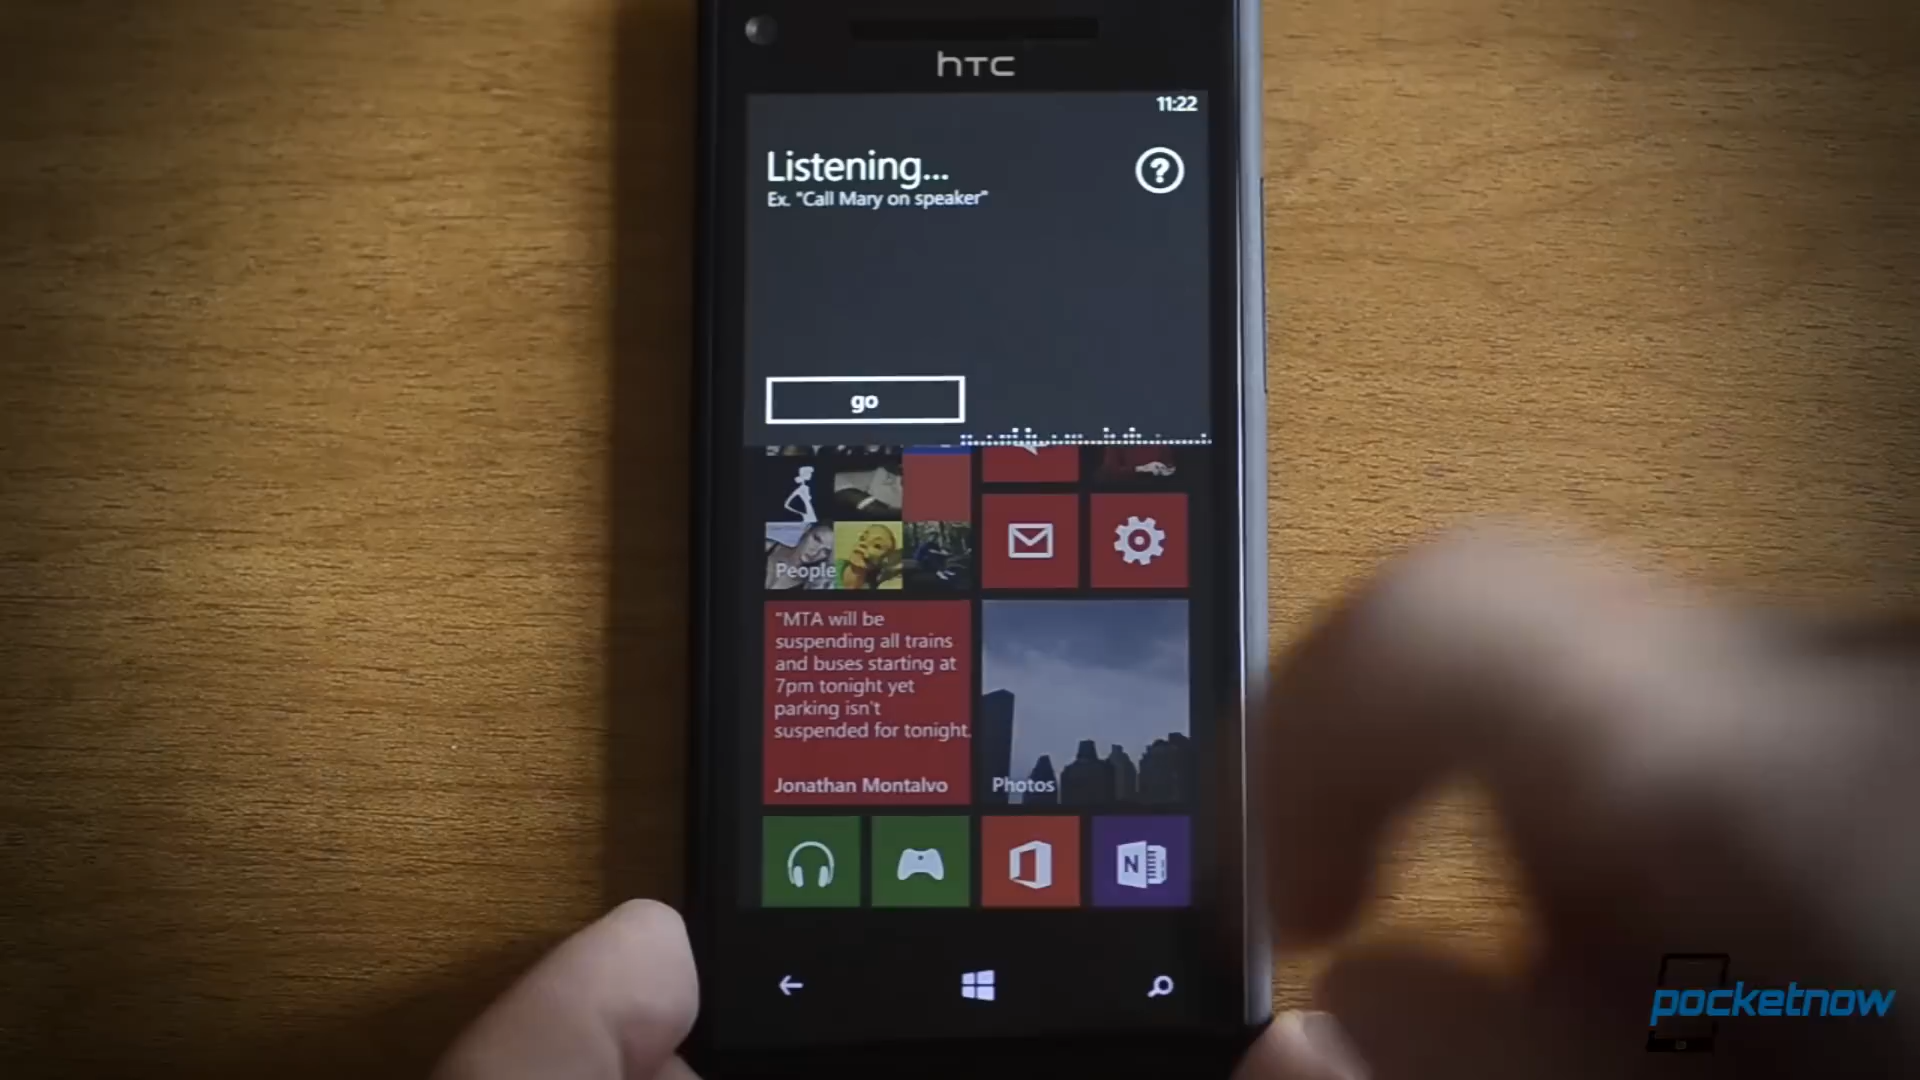 hTC
11:22
Listening...
?
Ex. "Call Mary on speaker"
go
People
"MTA will be
suspending all trains
and buses starting at
7pm tonight yet
parking isn't
suspended for tonight.
Jonathan Montalvo
Photos
N
pocketnow